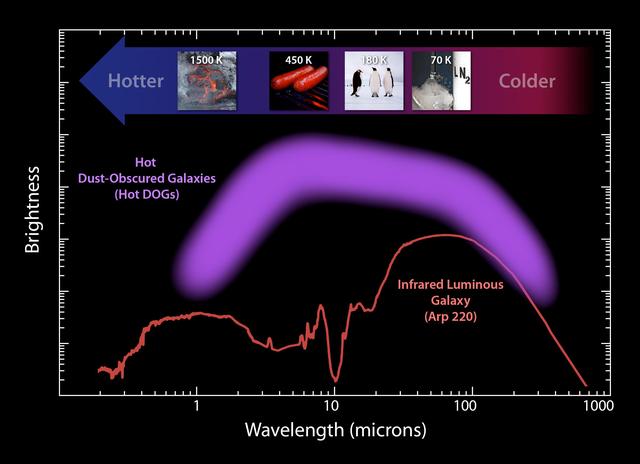 1500 K
450 K
180 K
70 K
LN2
Hotter
Colder
Hot
Dust-Obscured Galaxies
(Hot DOGs)
Brightness
Infrared Luminous
Galaxy
(Arp 220)
1
10
100
1000
Wavelength (microns)